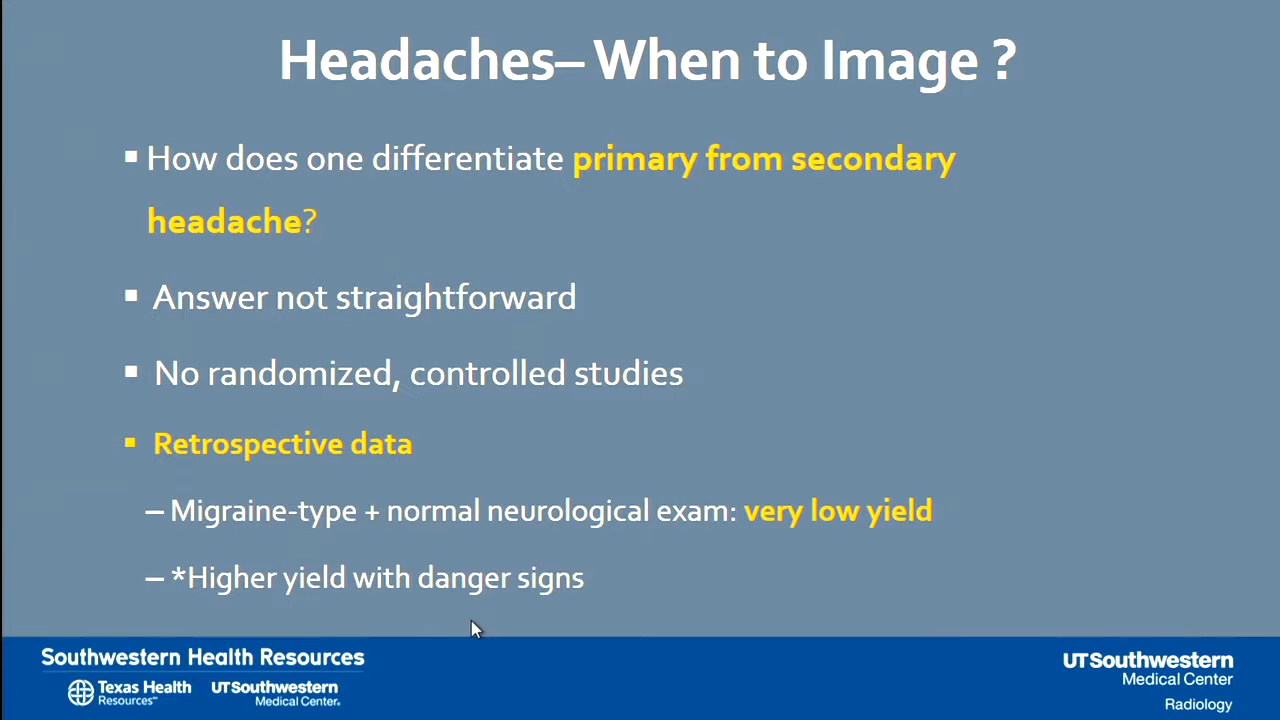 Headaches– When to Image ?
▪ How does one differentiate primary from secondary
headache?
▪ Answer not straightforward
▪ No randomized, controlled studies
▪ Retrospective data
– Migraine-type + normal neurological exam: very low yield
– *Higher yield with danger signs
Southwestern Health Resources
Texas Health
Resources℠
UT Southwestern
Medical Center.
UT Southwestern
Medical Center
Radiology